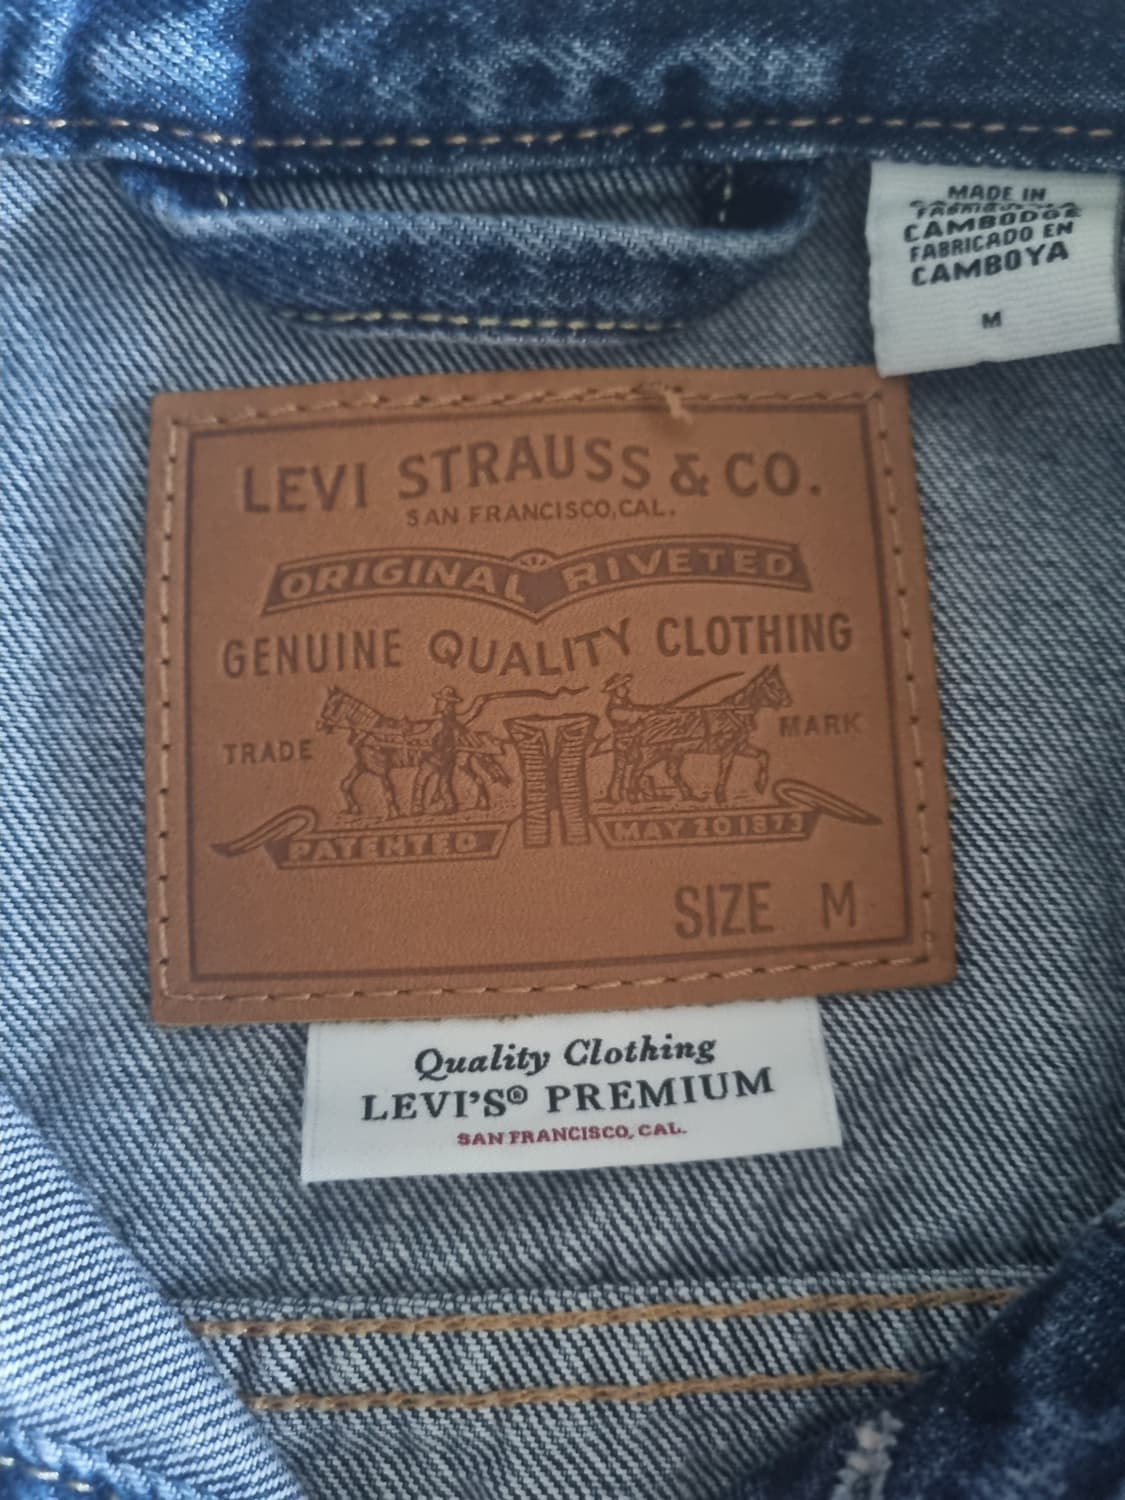 MADE IN
CAMBODGE
FABRICADO EN
CAMBOYA
M
LEVI STRAUSS & CO.
SAN FRANCISCO, CAL.
ORIGINAL RIVETED
GENUINE QUALITY CLOTHING
TRADE MARK
PATENTED MAY 20 1873
SIZE M
Quality Clothing
LEVI'S® PREMIUM
SAN FRANCISCO, CAL.